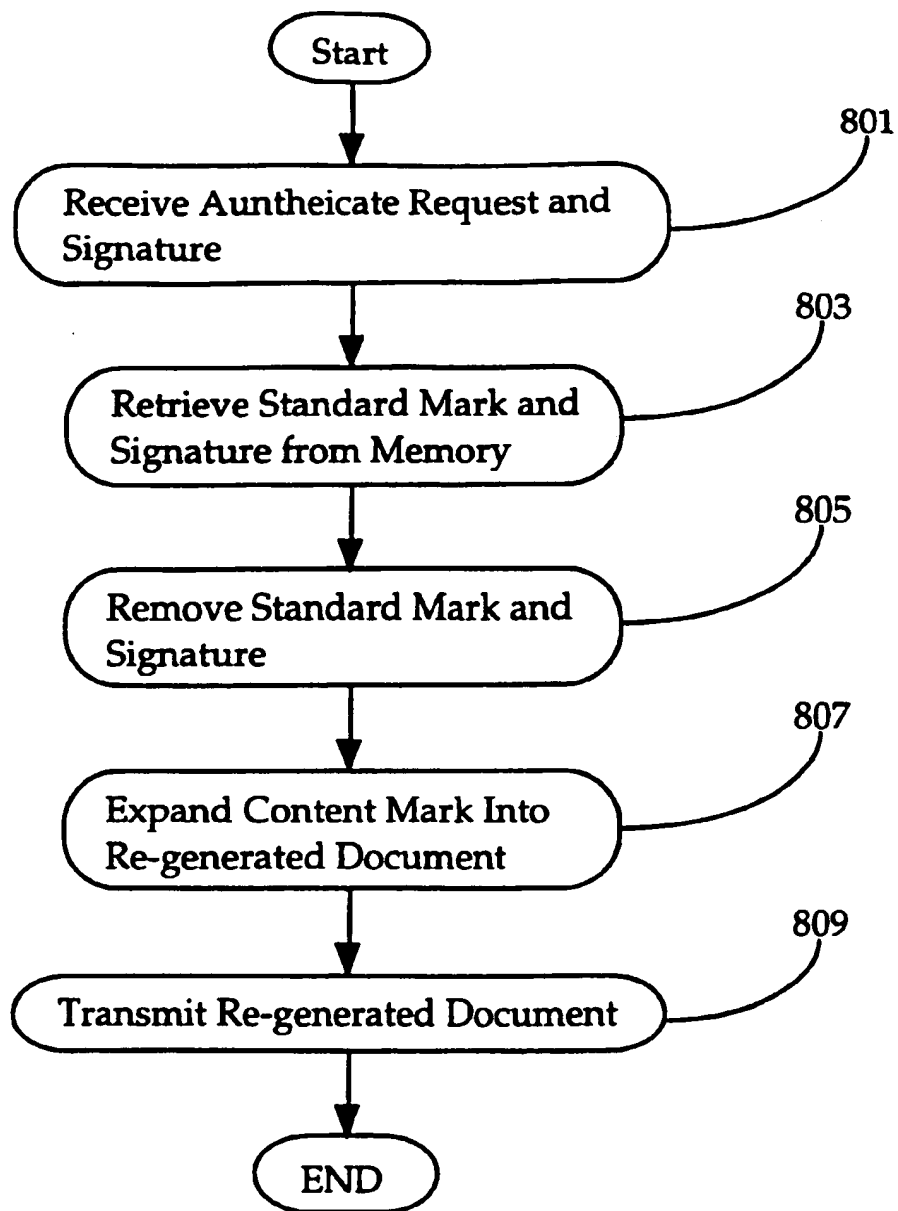 Start
801
Receive Auntheicate Request and
Signature
803
Retrieve Standard Mark and
Signature from Memory
805
Remove Standard Mark and
Signature
807
Expand Content Mark Into
Re-generated Document
809
Transmit Re-generated Document
END